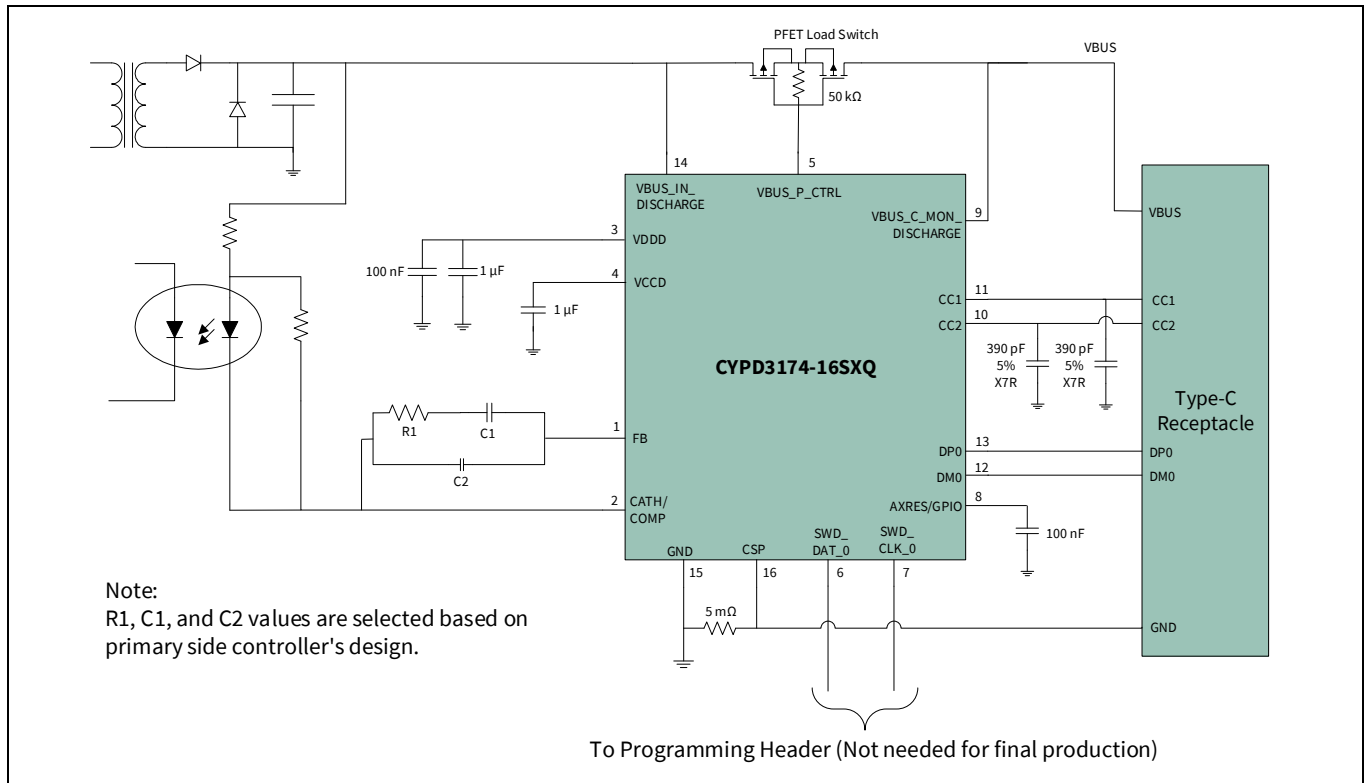 PFET Load Switch
VBUS
50 kΩ
14
5
VBUS_IN_
DISCHARGE
VBUS_P_CTRL
VBUS_C_MON_
DISCHARGE
9
VBUS
3
VDDD
100 nF
1 µF
4
VCCD
1 µF
11
CC1
CC1
10
CC2
CC2
390 pF
5%
X7R
390 pF
5%
X7R
CYPD3174-16SXQ
Type-C
Receptacle
R1
C1
C2
1
FB
13
DP0
DP0
12
DM0
DM0
2
CATH/
COMP
8
AXRES/GPIO
100 nF
GND
CSP
SWD_
DAT_0
SWD_
CLK_0
15
16
6
7
5 mΩ
GND
Note:
R1, C1, and C2 values are selected based on
primary side controller's design.
To Programming Header (Not needed for final production)